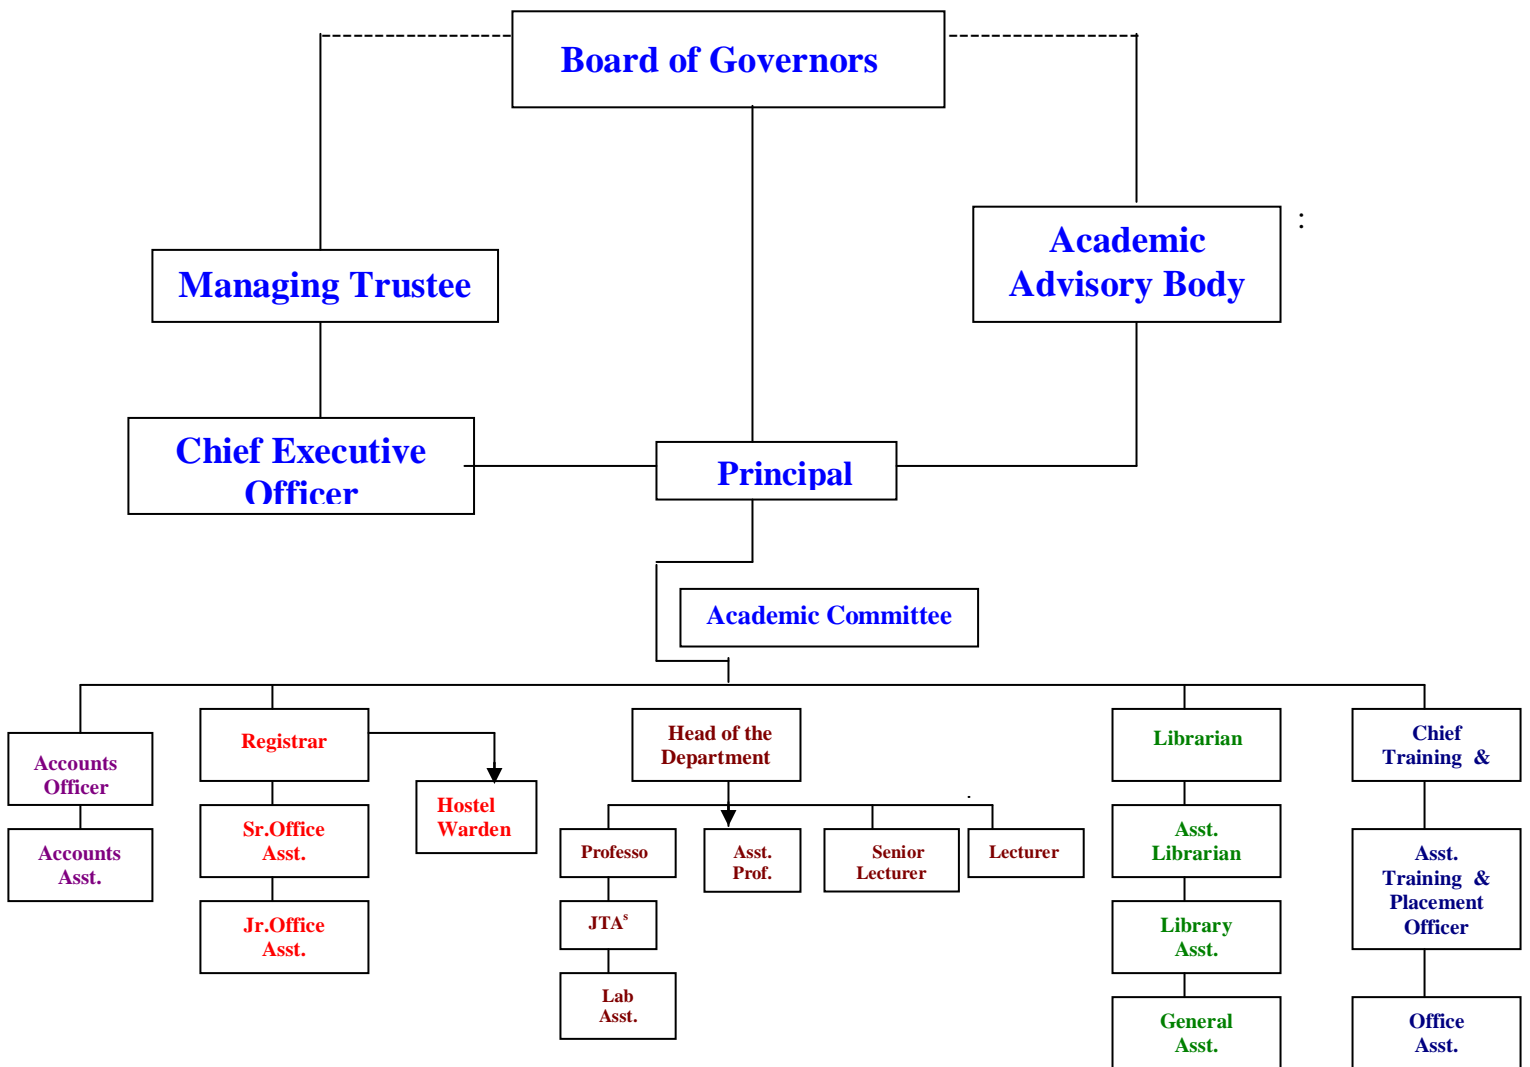 Board of Governors
Academic
Advisory Body
:
Managing Trustee
Chief Executive
Officer
Principal
Academic Committee
Accounts
Officer
Accounts
Asst.
Registrar
Hostel
Warden
Sr.Office
Asst.
Jr.Office
Asst.
Head of the
Department
Professo
Asst.
Prof.
Senior
Lecturer
.
Lecturer
JTAs
Lab
Asst.
Librarian
Asst.
Librarian
Library
Asst.
General
Asst.
Chief
Training &
Asst.
Training &
Placement
Officer
Office
Asst.